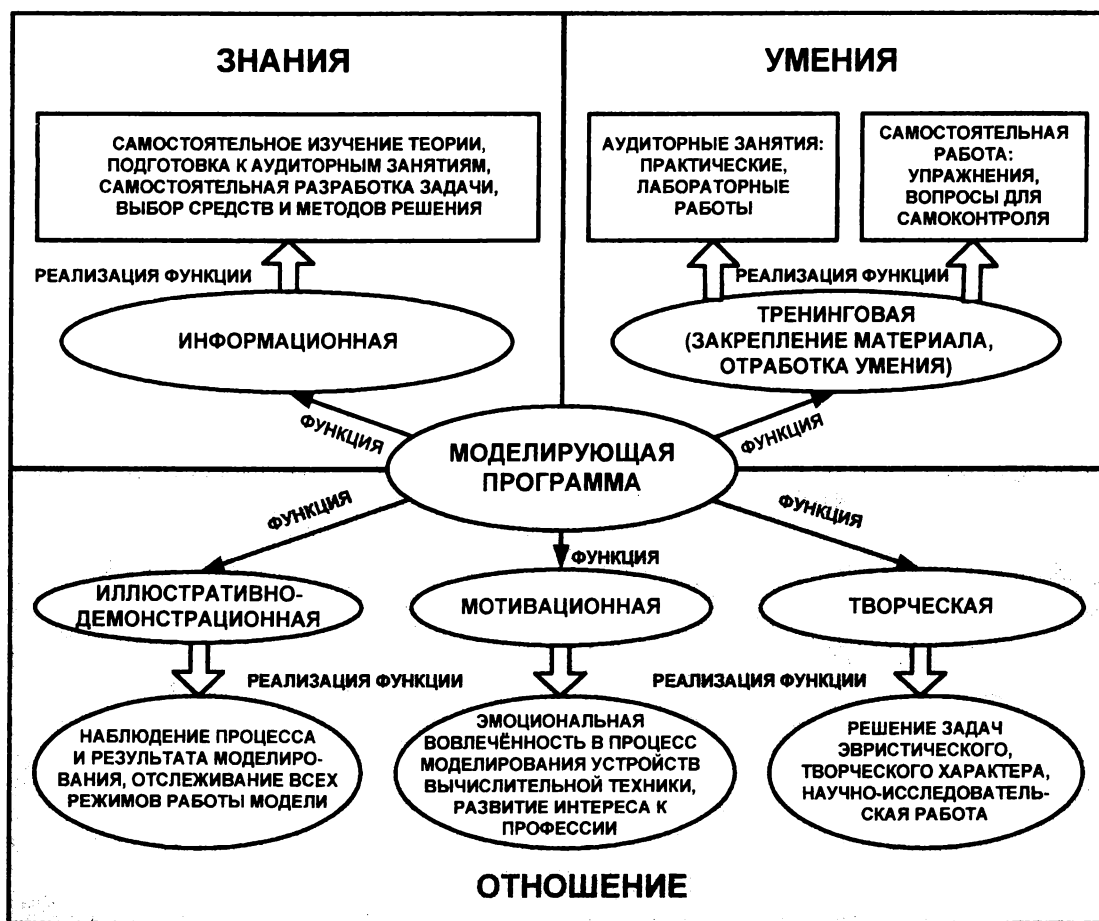 ЗНАНИЯ
САМОСТОЯТЕЛЬНОЕ ИЗУЧЕНИЕ ТЕОРИИ,
ПОДГОТОВКА К АУДИТОРНЫМ ЗАНЯТИЯМ,
САМОСТОЯТЕЛЬНАЯ РАЗРАБОТКА ЗАДАЧИ,
ВЫБОР СРЕДСТВ И МЕТОДОВ РЕШЕНИЯ
РЕАЛИЗАЦИЯ ФУНКЦИИ
ИНФОРМАЦИОННАЯ
ФУНКЦИЯ
УМЕНИЯ
АУДИТОРНЫЕ ЗАНЯТИЯ:
ПРАКТИЧЕСКИЕ,
ЛАБОРАТОРНЫЕ
РАБОТЫ
САМОСТОЯТЕЛЬНАЯ
РАБОТА:
УПРАЖНЕНИЯ,
ВОПРОСЫ ДЛЯ
САМОКОНТРОЛЯ
РЕАЛИЗАЦИЯ ФУНКЦИИ
ТРЕНИНГОВАЯ
(ЗАКРЕПЛЕНИЕ МАТЕРИАЛА,
ОТРАБОТКА УМЕНИЯ)
ФУНКЦИЯ
МОДЕЛИРУЮЩАЯ
ПРОГРАММА
ФУНКЦИЯ
ФУНКЦИЯ
ФУНКЦИЯ
ИЛЛЮСТРАТИВНО-
ДЕМОНСТРАЦИОННАЯ
МОТИВАЦИОННАЯ
ТВОРЧЕСКАЯ
РЕАЛИЗАЦИЯ ФУНКЦИИ
РЕАЛИЗАЦИЯ ФУНКЦИИ
НАБЛЮДЕНИЕ ПРОЦЕССА
И РЕЗУЛЬТАТА МОДЕЛИРО-
ВАНИЯ, ОТСЛЕЖИВАНИЕ ВСЕХ
РЕЖИМОВ РАБОТЫ МОДЕЛИ
ЭМОЦИОНАЛЬНАЯ
ВОВЛЕЧЁННОСТЬ В ПРОЦЕСС
МОДЕЛИРОВАНИЯ УСТРОЙСТВ
ВЫЧИСЛИТЕЛЬНОЙ ТЕХНИКИ,
РАЗВИТИЕ ИНТЕРЕСА К
ПРОФЕССИИ
РЕШЕНИЕ ЗАДАЧ
ЭВРИСТИЧЕСКОГО,
ТВОРЧЕСКОГО ХАРАКТЕРА,
НАУЧНО-ИССЛЕДОВАТЕЛЬ-
СКАЯ РАБОТА
ОТНОШЕНИЕ